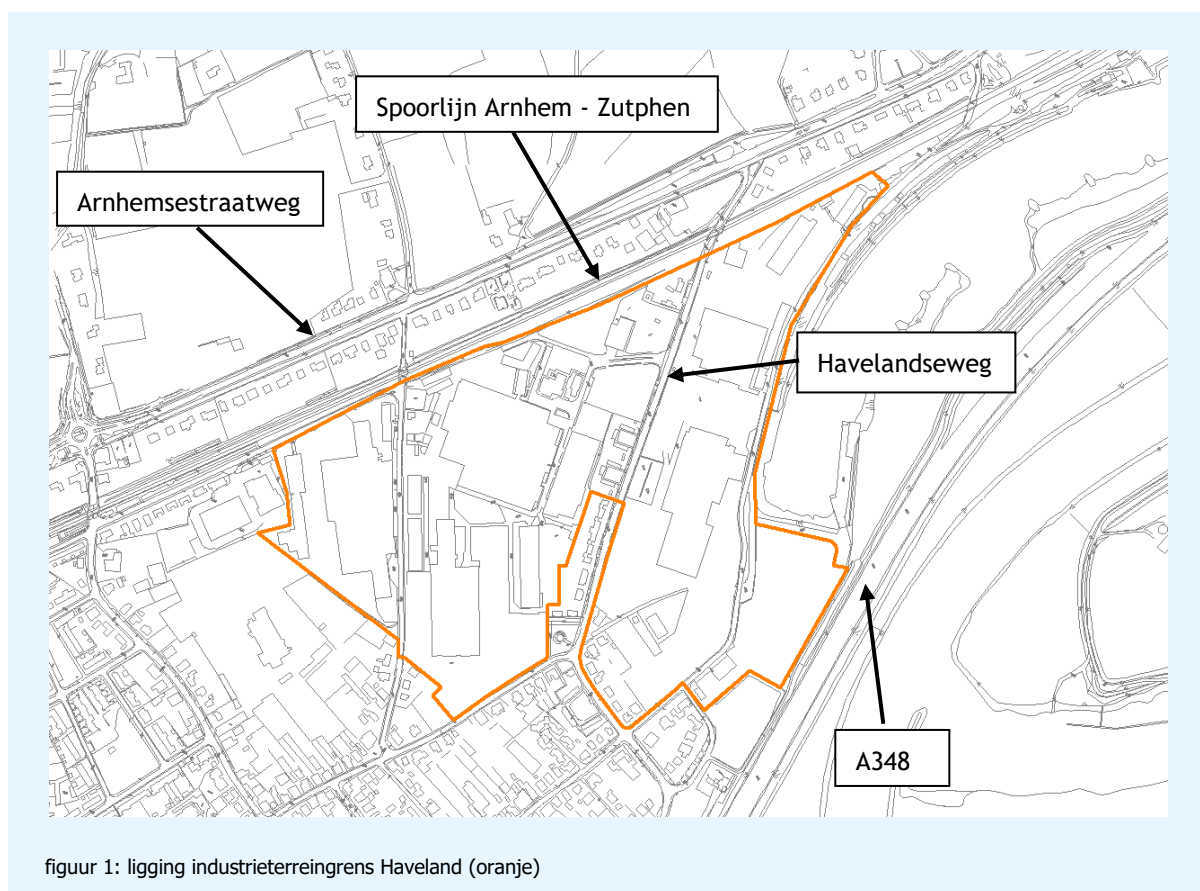 Spoorlijn Arnhem - Zutphen
Arnhemsestraatweg
Havelandseweg
A348
figuur 1: ligging industrieterreingrens Haveland (oranje)